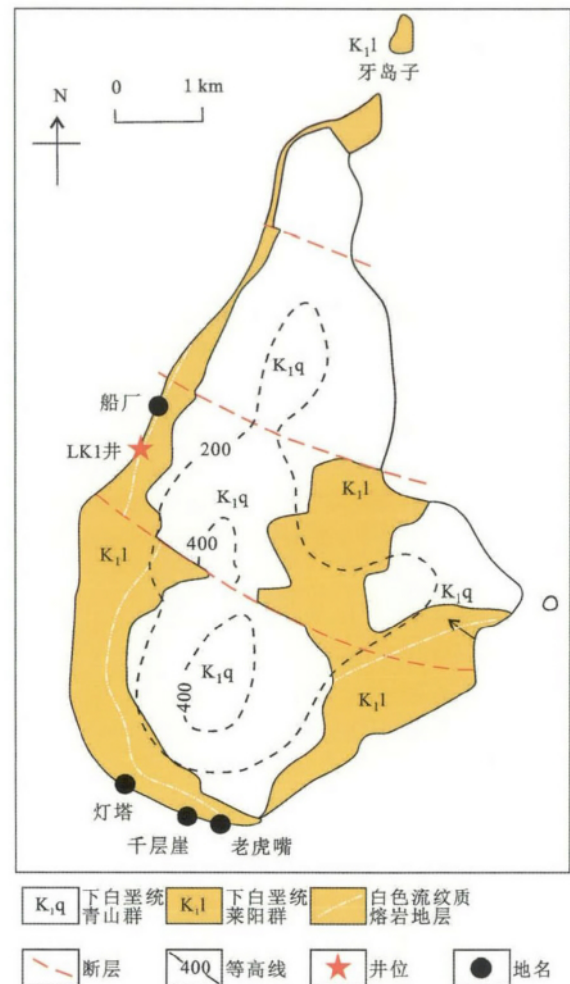 K₁l
牙岛子
0 1 km
N
K₁q
船厂
LK1井
200
K₁l
K₁q
K₁l
400
K₁q
K₁q
400
K₁l
灯塔
千层崖
老虎嘴
K₁q
下白垩统
青山群
K₁l
下白垩统
莱阳群
白色流纹质
熔岩地层
断层
400
等高线
井位
地名